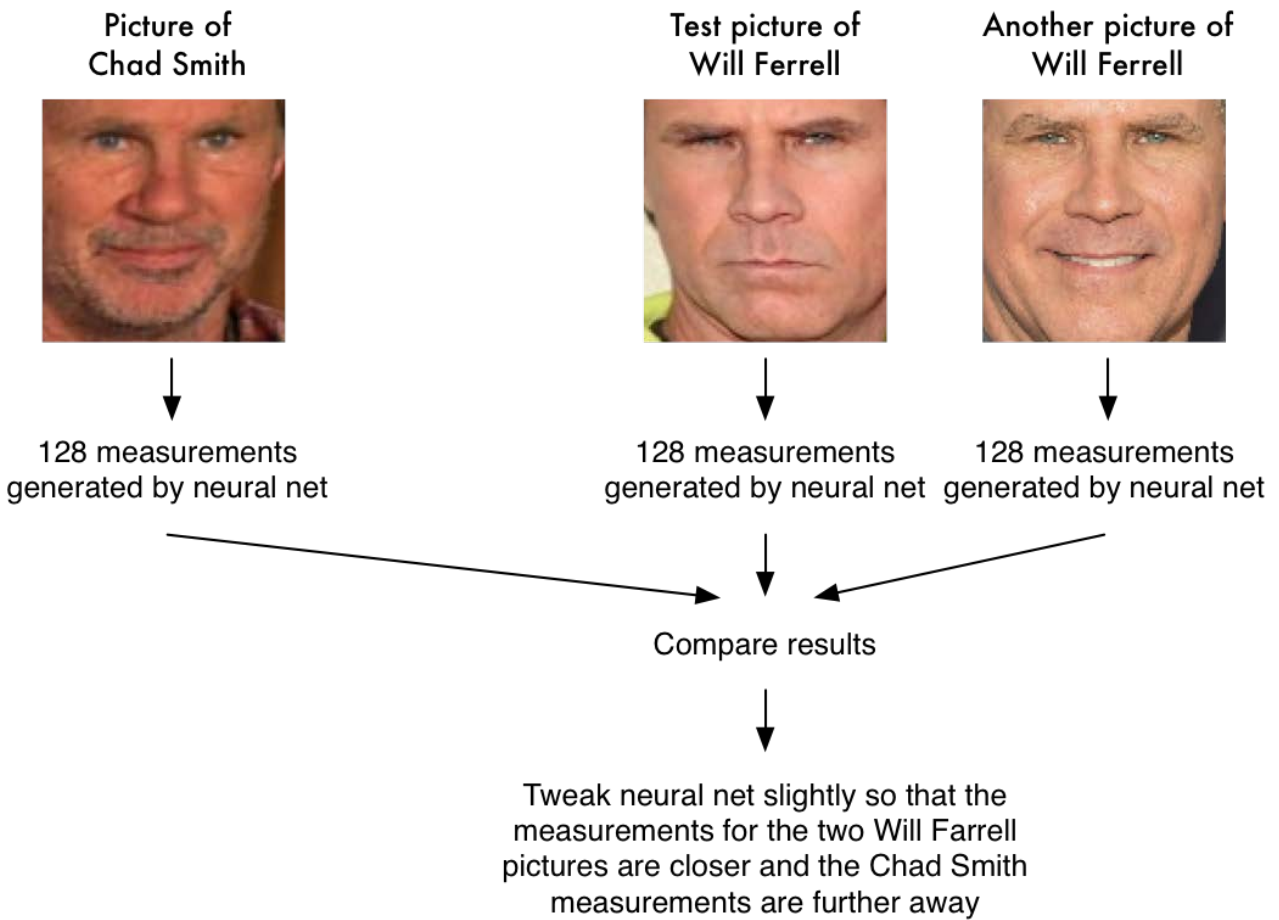 Picture of
Chad Smith
Test picture of
Will Ferrell
Another picture of
Will Ferrell
128 measurements
generated by neural net
128 measurements
generated by neural net
128 measurements
generated by neural net
Compare results
Tweak neural net slightly so that the
measurements for the two Will Farrell
pictures are closer and the Chad Smith
measurements are further away